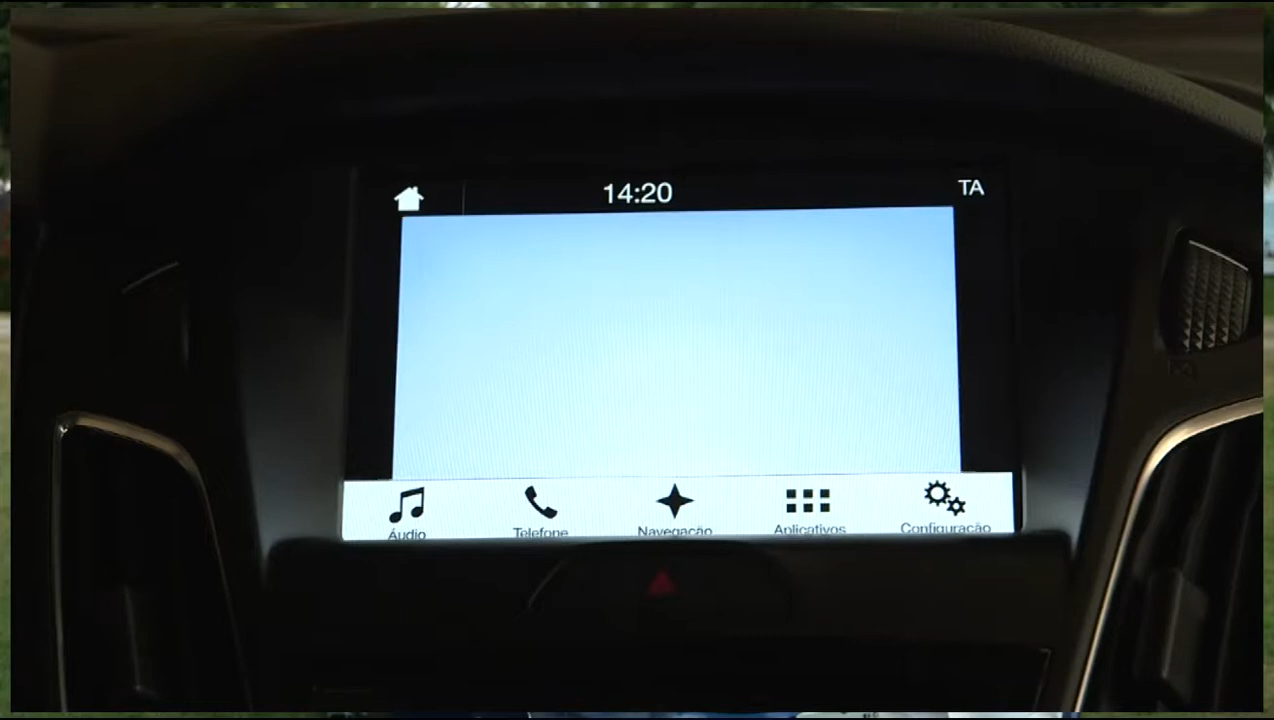 14:20
TA
Áudio
Telefone
Navegação
Aplicativos
Configuração